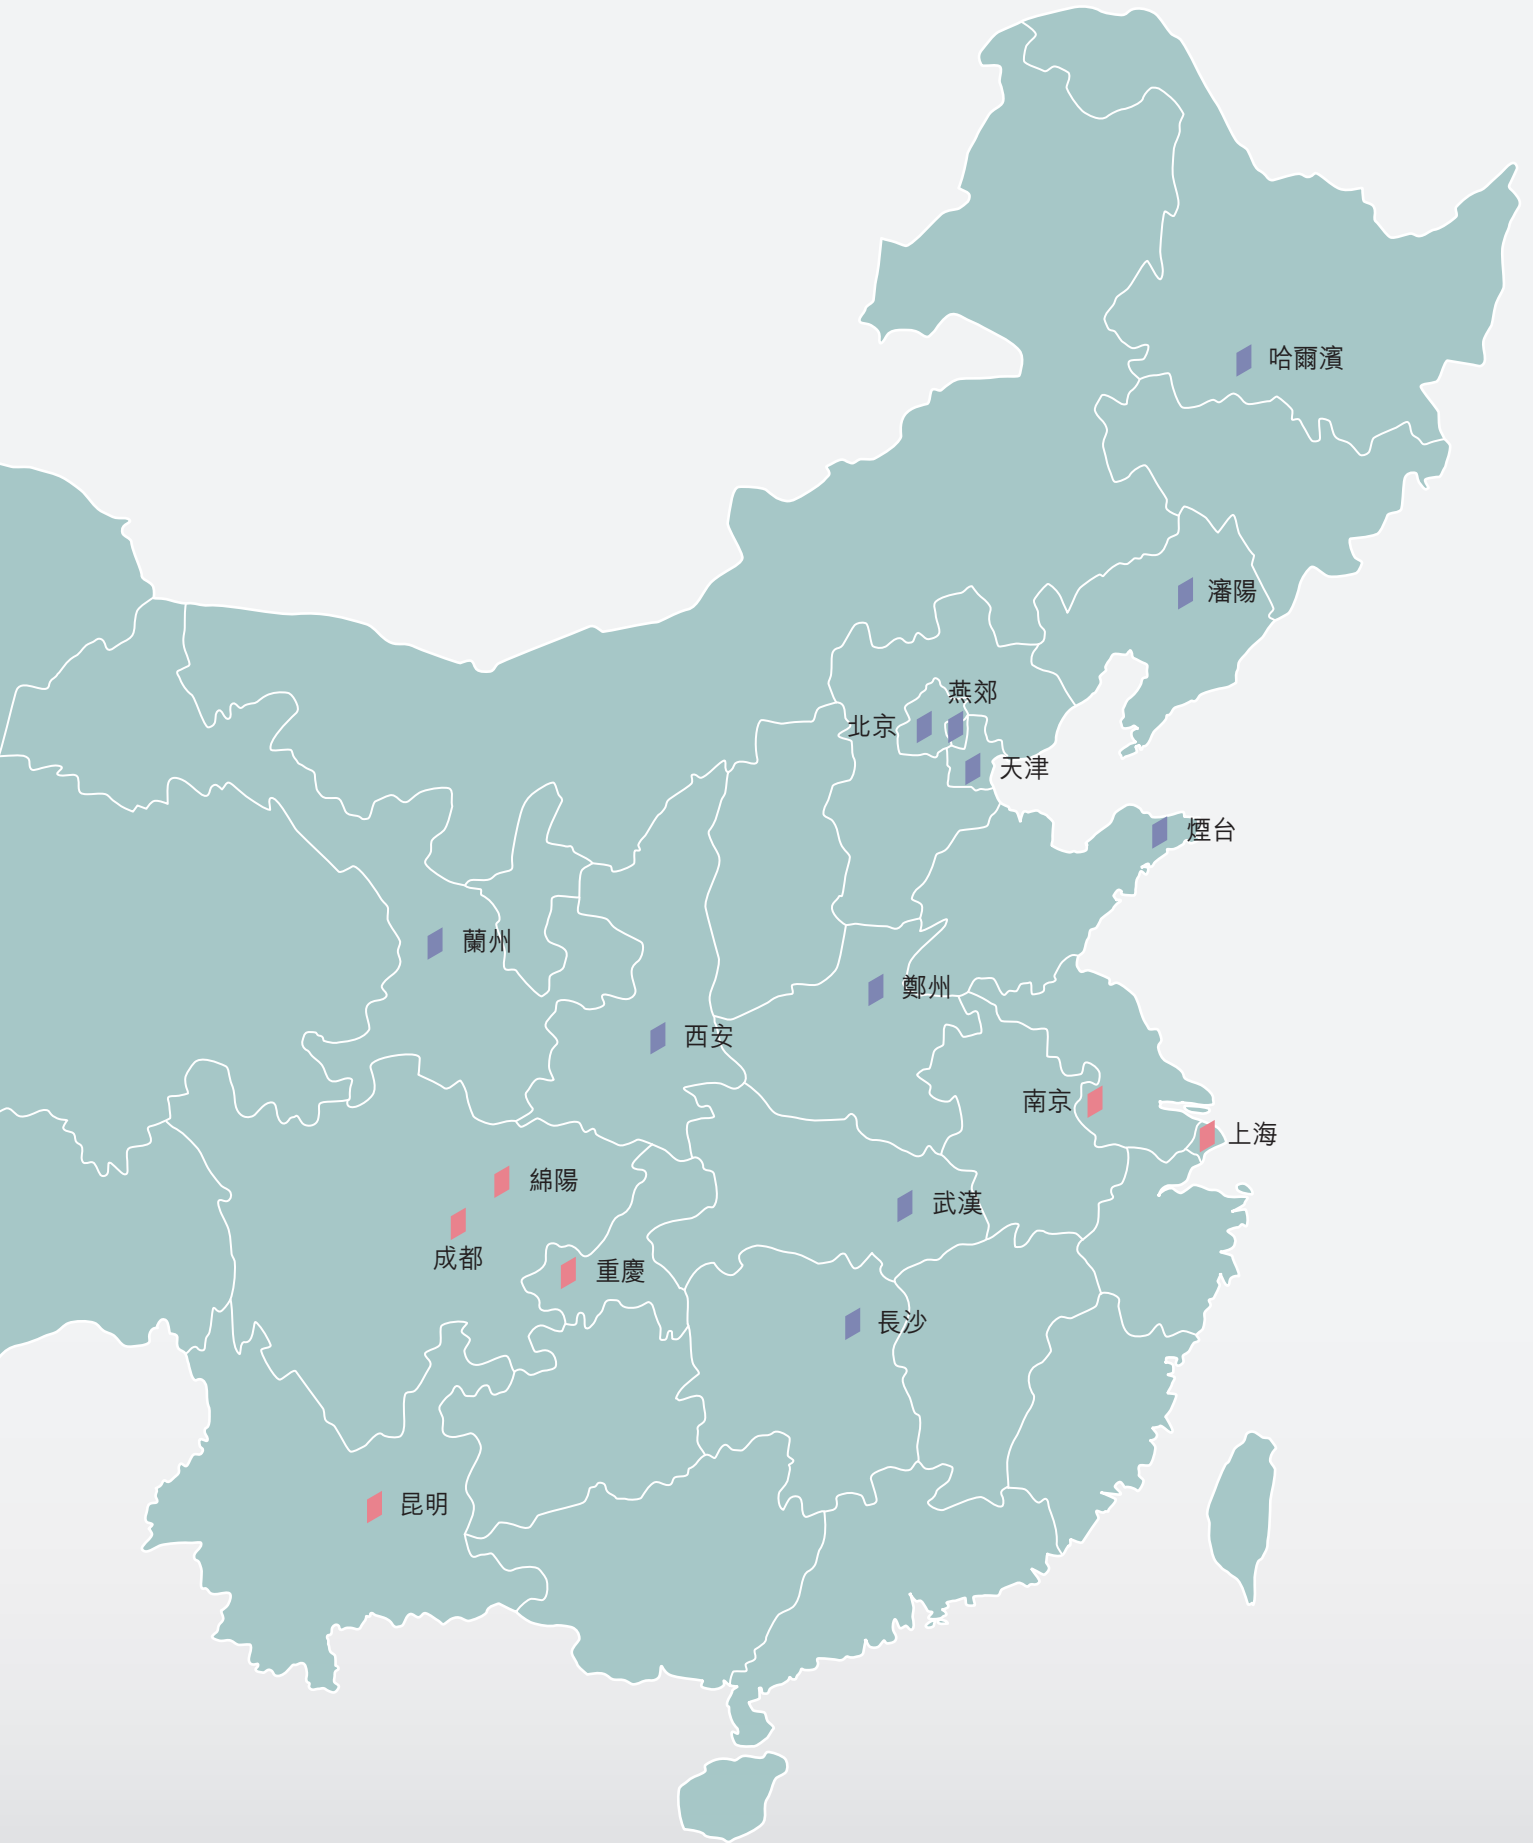 哈爾濱
瀋陽
燕郊
北京
天津
煙台
蘭州
鄭州
西安
南京
上海
綿陽
武漢
成都
重慶
長沙
昆明